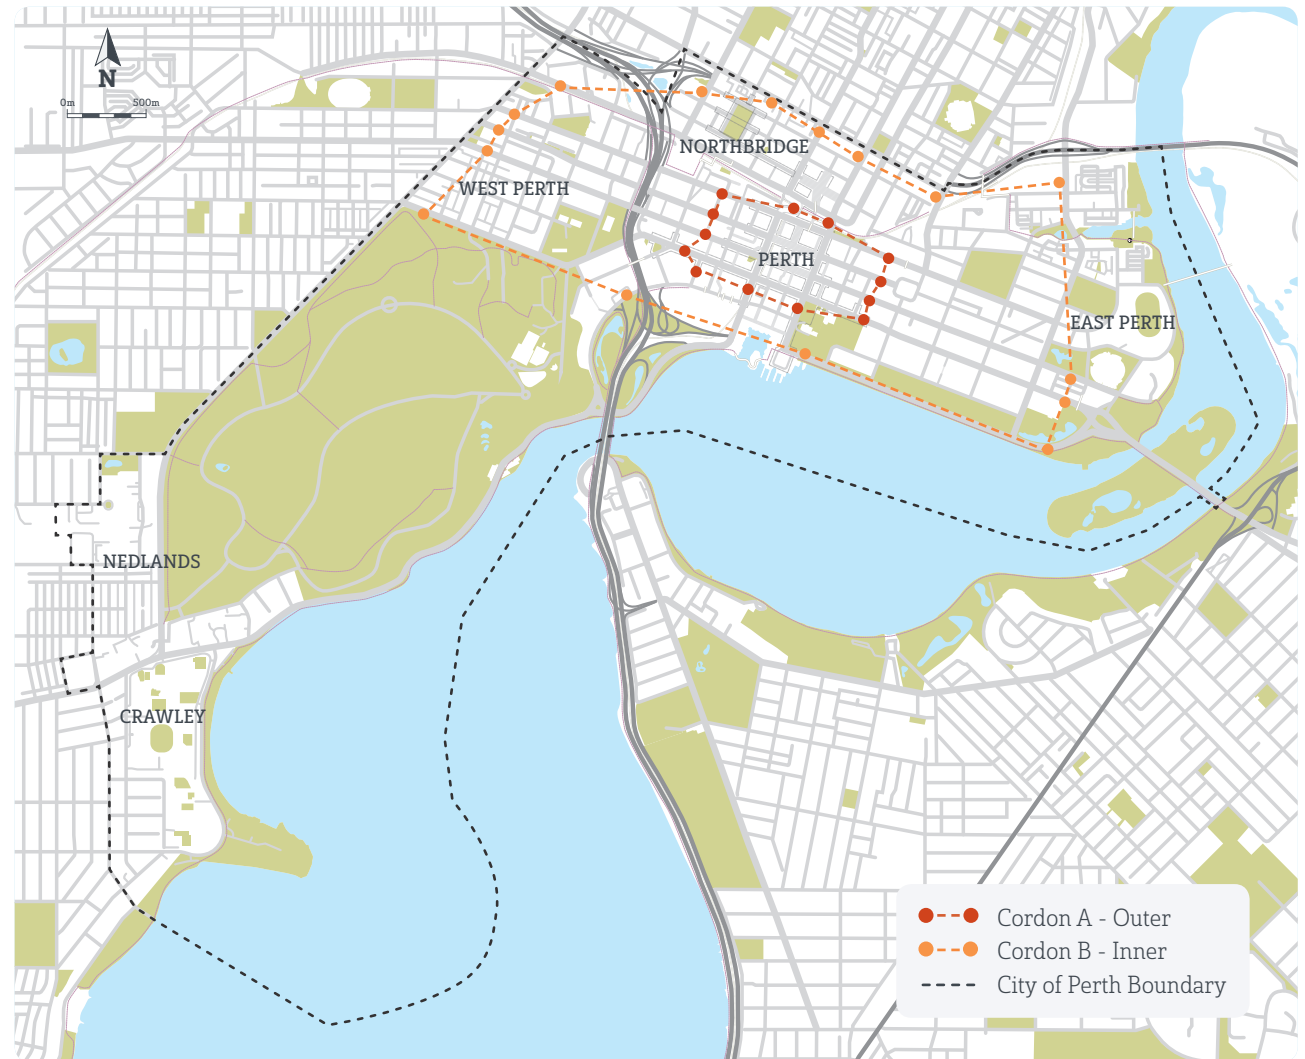 N
0m 500m
NORTHBRIDGE
WEST PERTH
PERTH
EAST PERTH
NEDLANDS
CRAWLEY
Cordon A - Outer
Cordon B - Inner
City of Perth Boundary